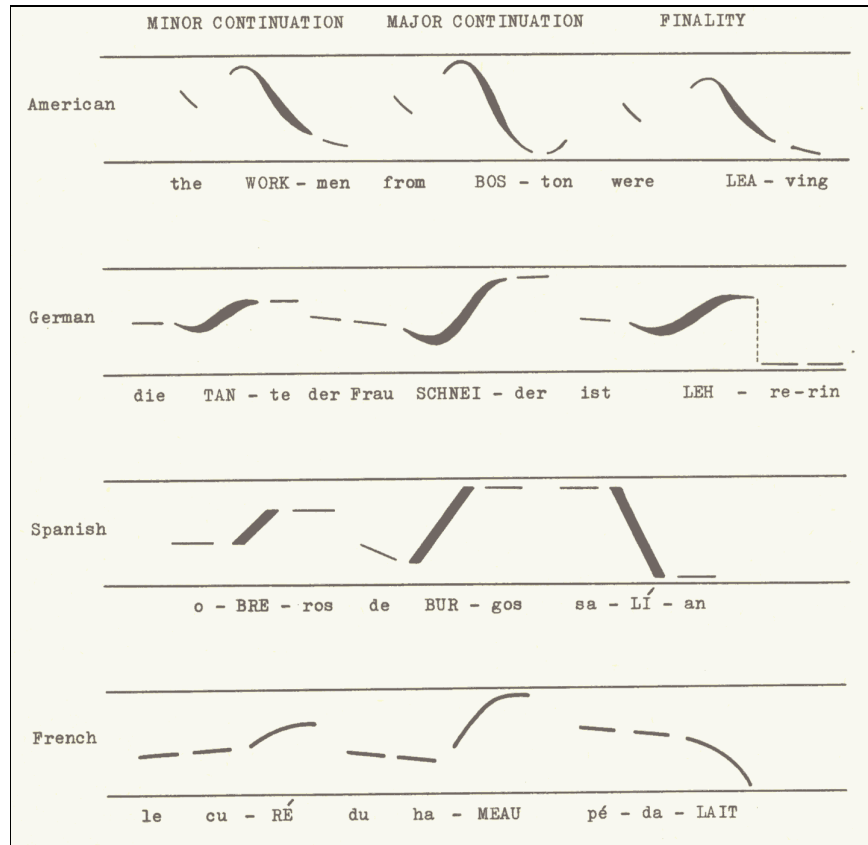 MINOR CONTINUATION MAJOR CONTINUATION FINALITY
American
the WORK - men from BOS - ton were LEA - ving
German
die TAN - te der Frau SCHNEI - der ist LEH - re-rin
Spanish
o - BRE - ros de BUR - gos sa - LÍ - an
French
le cu - RÉ du ha - MEAU pé - da - LAIT